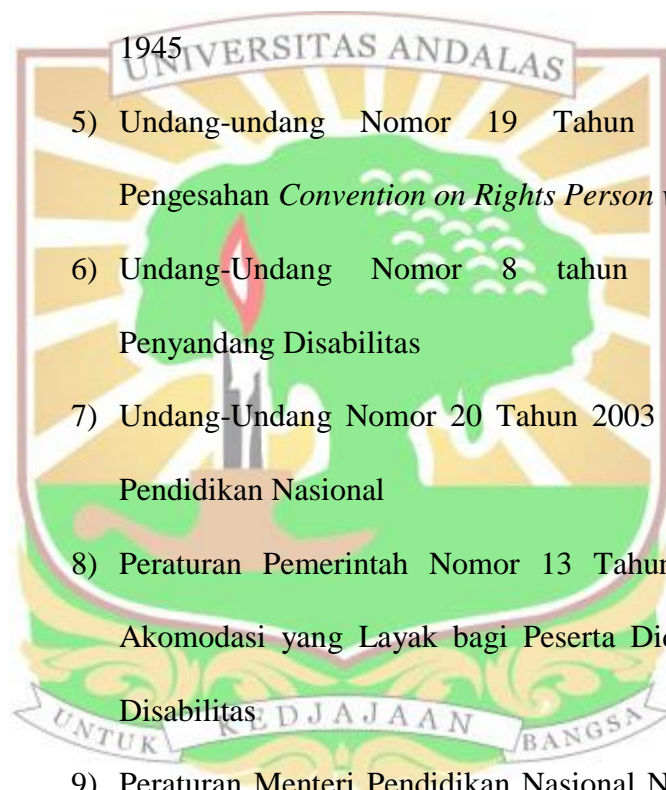 1945
UNIVERSITAS ANDALAS
5) Undang-undang Nomor 19 Tahun
Pengesahan Convention on Rights Person
6) Undang-Undang Nomor 8 tahun
Penyandang Disabilitas
7) Undang-Undang Nomor 20 Tahun 2003
Pendidikan Nasional
8) Peraturan Pemerintah Nomor 13 Tahun
Akomodasi yang Layak bagi Peserta
Disabilitas
UNTUK KEDJAJAAN BANGSA
9) Peraturan Menteri Pendidikan Nasional